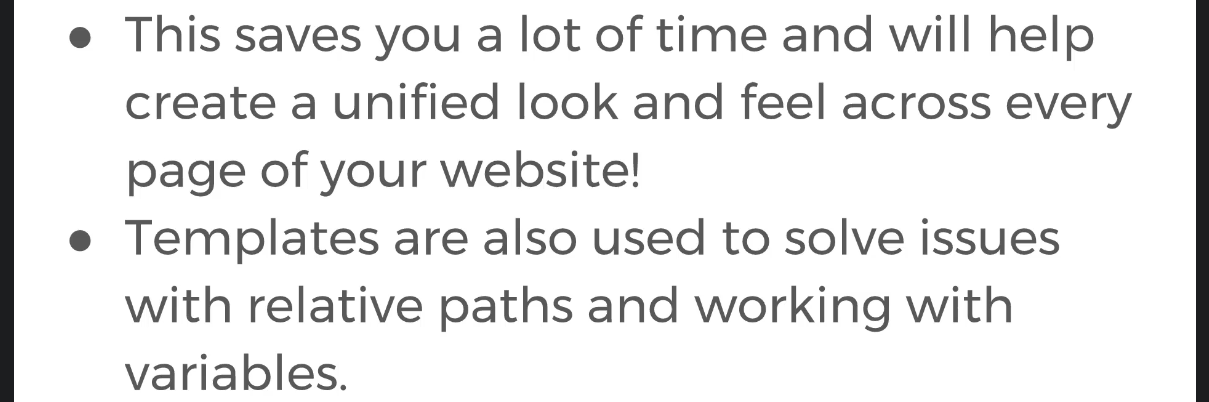 ● This saves you a lot of time and will help
create a unified look and feel across every
page of your website!
● Templates are also used to solve issues
with relative paths and working with
variables.